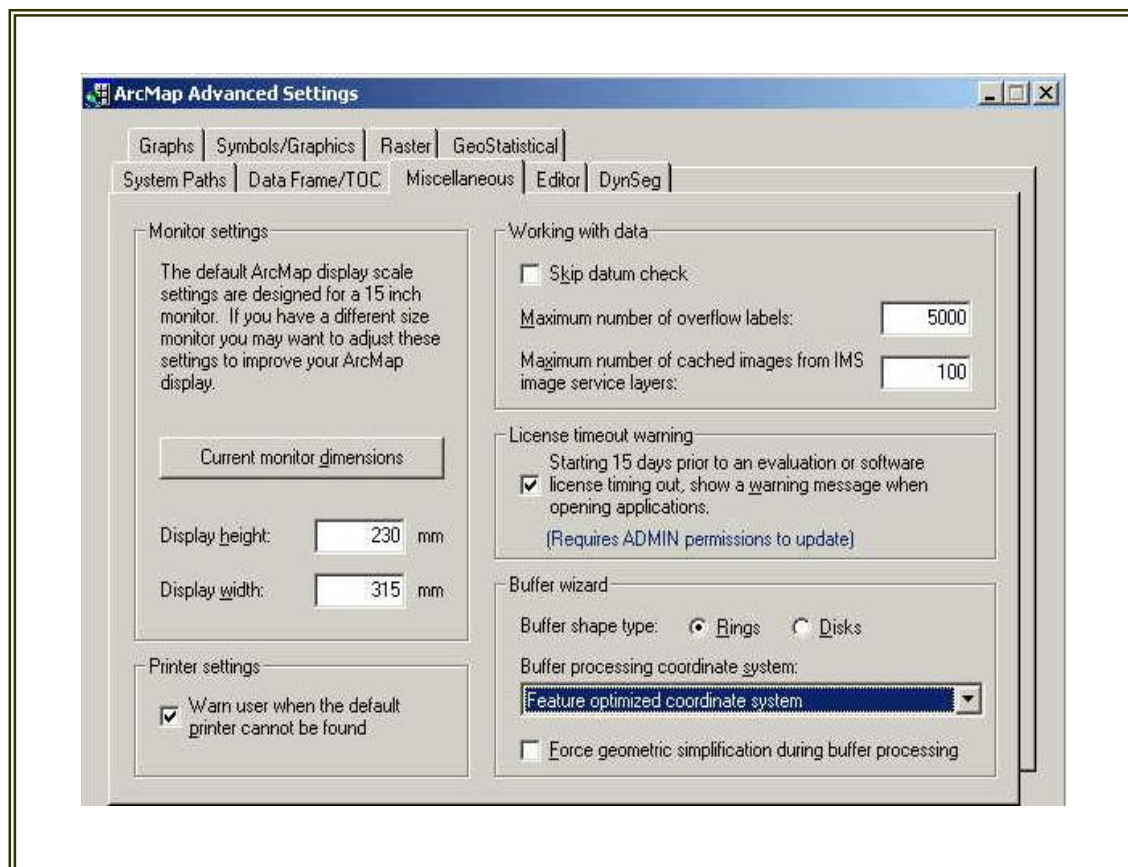 ArcMap Advanced Settings
Graphs
Symbols/Graphics
Raster
GeoStatistical
System Paths
Data Frame/TOC
Miscellaneous
Editor
DynSeg
Monitor settings
The default ArcMap display scale
settings are designed for a 15 inch
monitor. If you have a different size
monitor you may want to adjust these
settings to improve your ArcMap
display.
Current monitor dimensions
Display height: 230 mm
Display width: 315 mm
Printer settings
Warn user when the default
printer cannot be found
Working with data
Skip datum check
Maximum number of overflow labels: 5000
Maximum number of cached images from IMS
image service layers: 100
License timeout warning
Starting 15 days prior to an evaluation or software
license timing out, show a warning message when
opening applications.
(Requires ADMIN permissions to update)
Buffer wizard
Buffer shape type: Rings Disks
Buffer processing coordinate system:
Feature optimized coordinate system
Force geometric simplification during buffer processing